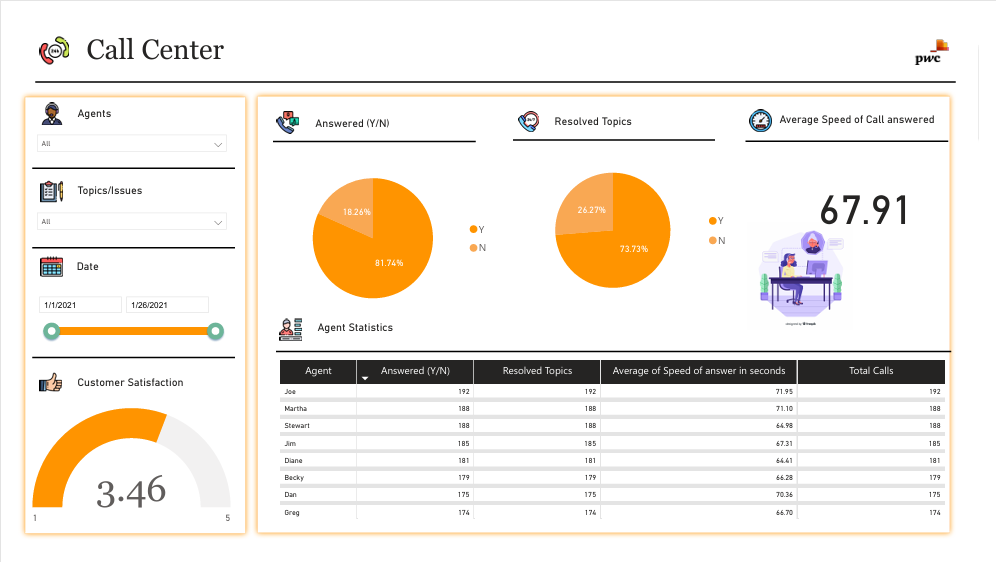 Call Center
pwc
Agents
All
Topics/Issues
All
Date
1/1/2021 1/26/2021
Customer Satisfaction
3.46
1 5
Answered (Y/N)
18.26%
81.74%
Y
N
Resolved Topics
26.27%
73.73%
Y
N
Average Speed of Call answered
67.91
Agent Statistics
Agent Answered (Y/N) Resolved Topics Average of Speed of answer in seconds Total Calls
Joe 192 192 71.95 192
Martha 188 188 71.10 188
Stewart 188 188 64.98 188
Jim 185 185 67.31 185
Diane 181 181 64.41 181
Becky 179 179 66.28 179
Dan 175 175 70.36 175
Greg 174 174 66.70 174